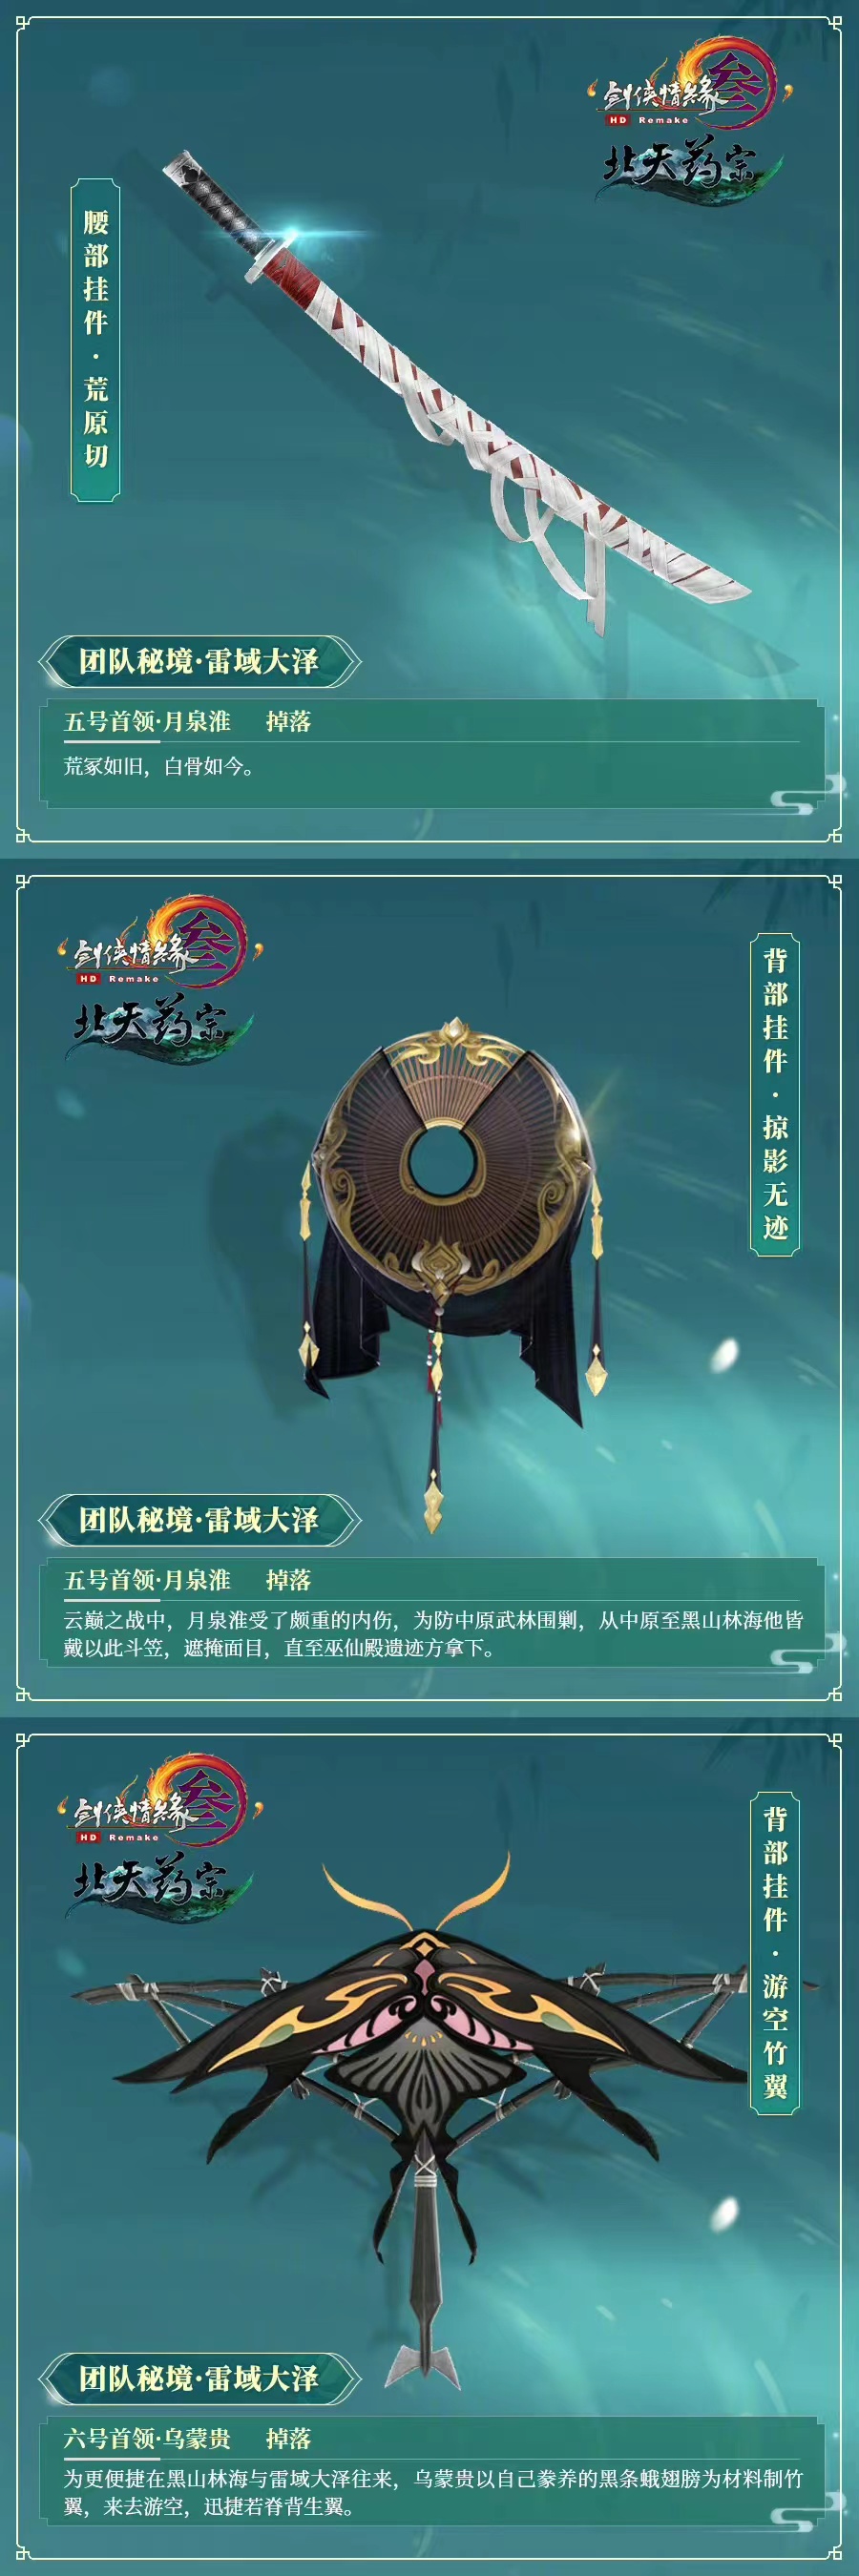 剑侠情缘叁
HD Remake
北天药宗
腰部挂件·荒原切
团队秘境·雷域大泽
五号首领·月泉淮 掉落
荒冢如旧，白骨如今。
剑侠情缘叁
HD Remake
北天药宗
背部挂件·掠影无迹
团队秘境·雷域大泽
五号首领·月泉淮 掉落
云巅之战中，月泉淮受了颇重的内伤，为防中原武林围剿，从中原至黑山林海他皆
戴以此斗笠，遮掩面目，直至巫仙殿遗迹方拿下。
剑侠情缘叁
HD Remake
北天药宗
背部挂件·游空竹翼
团队秘境·雷域大泽
六号首领·乌蒙贵 掉落
为更便捷在黑山林海与雷域大泽往来，乌蒙贵以自己豢养的黑条蛾翅膀为材料制竹
翼，来去游空，迅捷若脊背生翼。